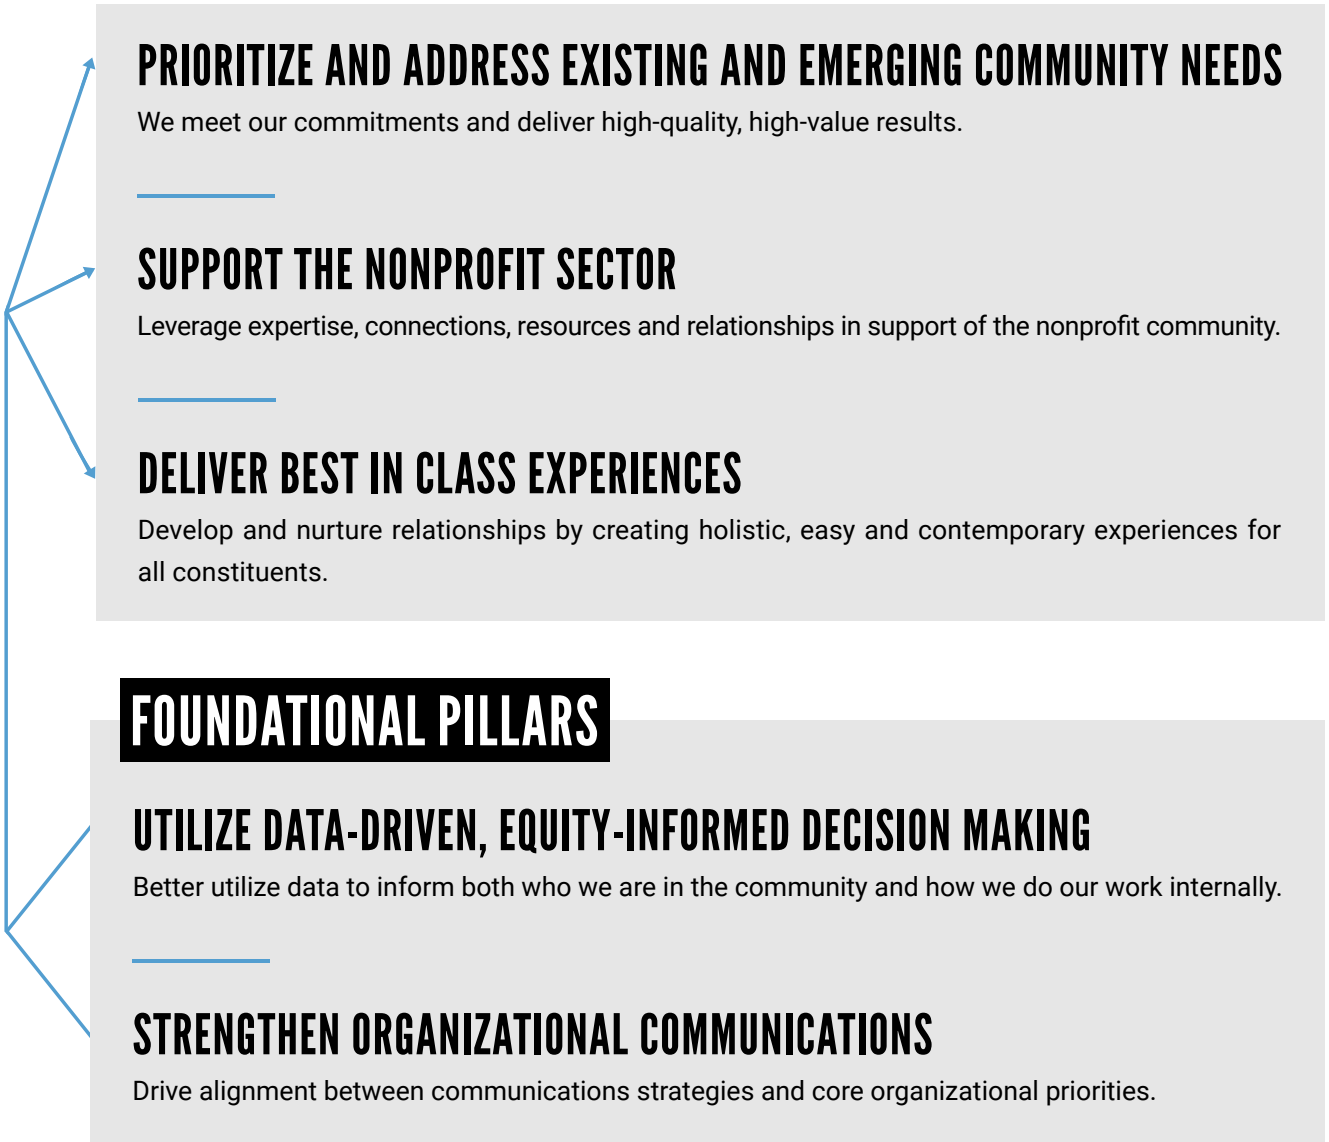 PRIORITIZE AND ADDRESS EXISTING AND EMERGING COMMUNITY NEEDS
We meet our commitments and deliver high-quality, high-value results.
SUPPORT THE NONPROFIT SECTOR
Leverage expertise, connections, resources and relationships in support of the nonprofit community.
DELIVER BEST IN CLASS EXPERIENCES
Develop and nurture relationships by creating holistic, easy and contemporary experiences for
all constituents.
FOUNDATIONAL PILLARS
UTILIZE DATA-DRIVEN, EQUITY-INFORMED DECISION MAKING
Better utilize data to inform both who we are in the community and how we do our work internally.
STRENGTHEN ORGANIZATIONAL COMMUNICATIONS
Drive alignment between communications strategies and core organizational priorities.